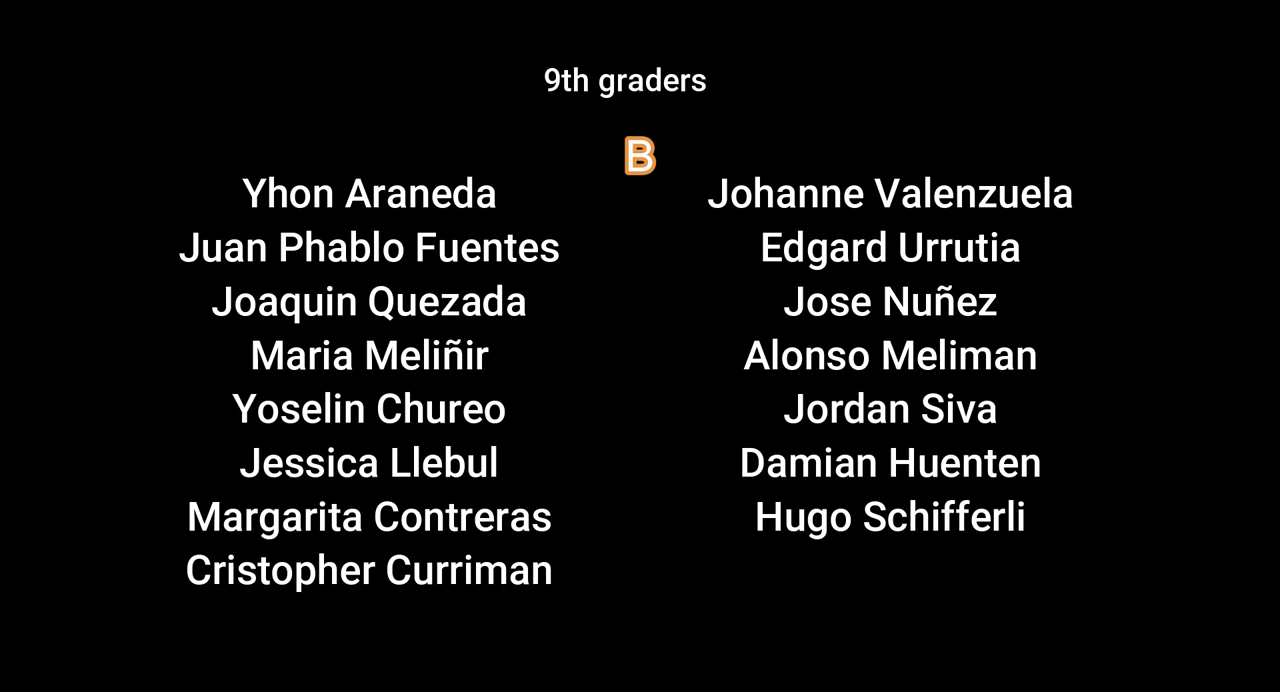 9th graders
B
Yhon Araneda
Juan Phablo Fuentes
Joaquin Quezada
Maria Meliñir
Yoselin Chureo
Jessica Llebul
Margarita Contreras
Cristopher Curriman
Johanne Valenzuela
Edgard Urrutia
Jose Nuñez
Alonso Meliman
Jordan Siva
Damian Huenten
Hugo Schifferli